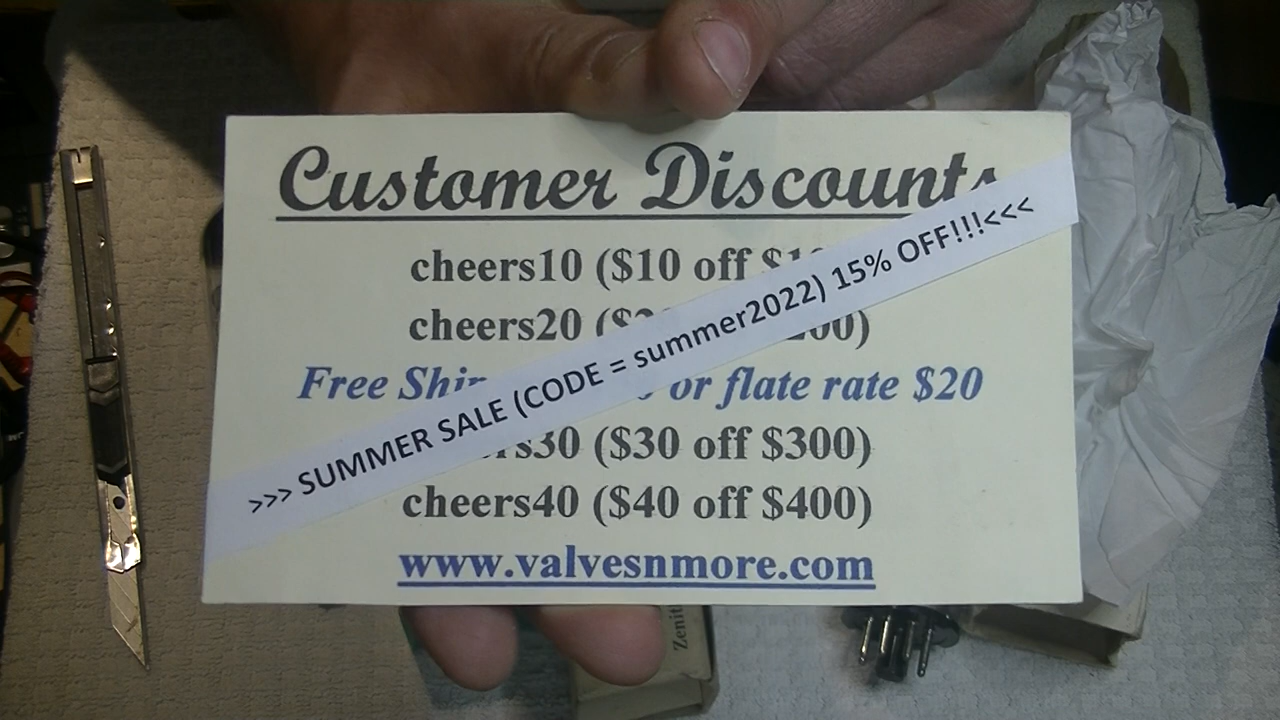 Customer Discounts
cheers10 ($10 off
cheers20
Free or flate rate $20
($30 off $300)
cheers40 ($40 off $400)
www.valvesnmore.com
>>> SUMMER SALE (CODE = summer2022) 15% OFF!!!<<<
Zenith